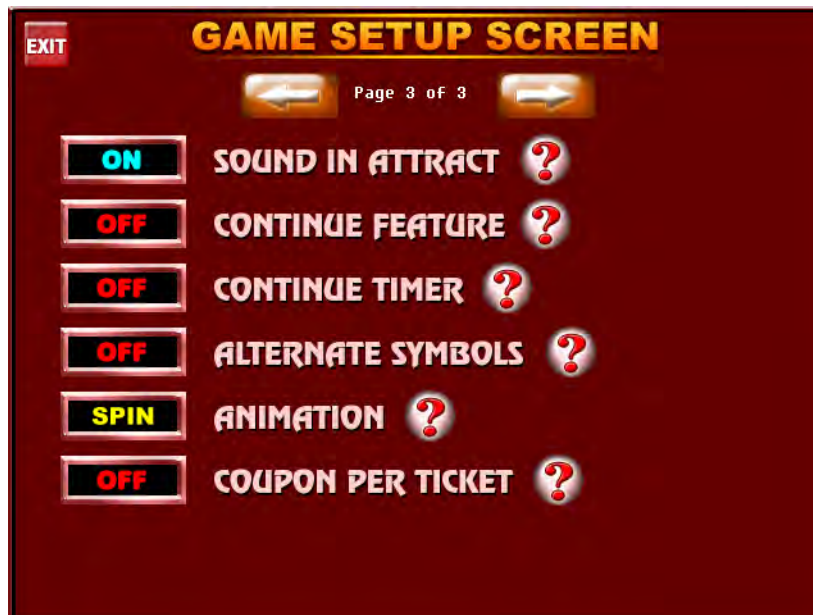 EXIT
GAME SETUP SCREEN
Page 3 of 3
ON SOUND IN ATTRACT ?
OFF CONTINUE FEATURE ?
OFF CONTINUE TIMER ?
OFF ALTERNATE SYMBOLS ?
SPIN ANIMATION ?
OFF COUPON PER TICKET ?